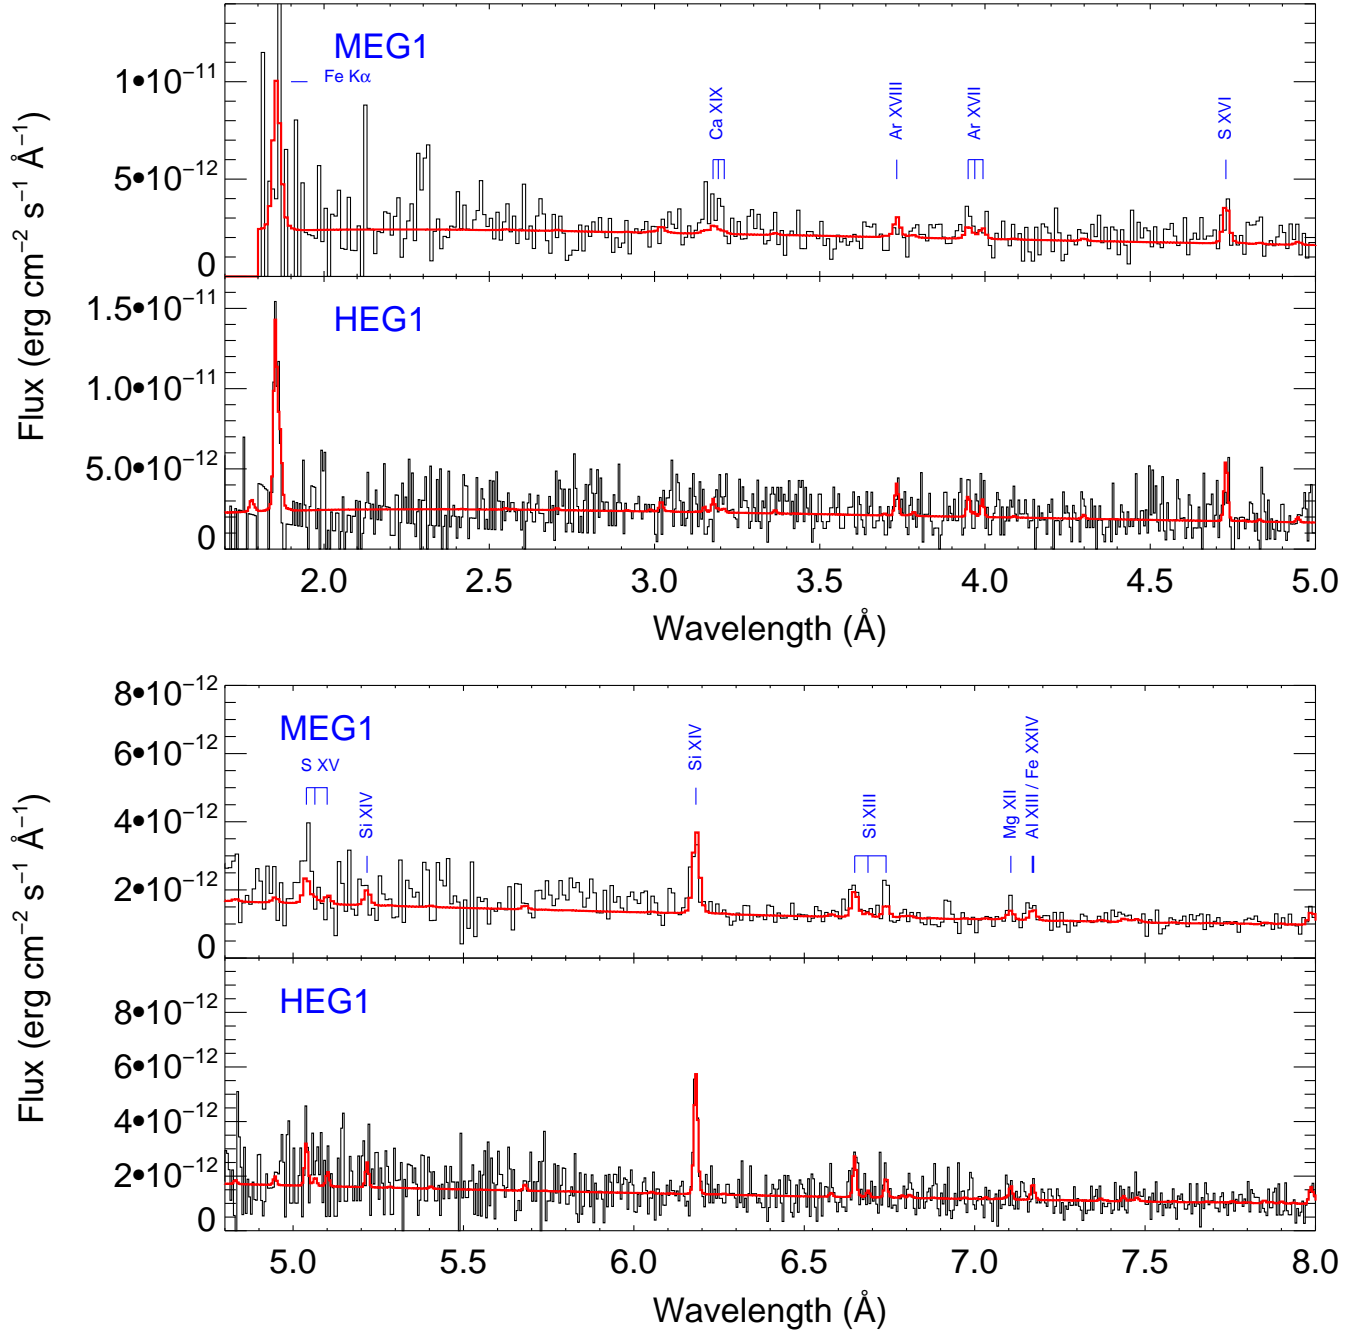 MEG1
Fe Kα
Ca XIX
Ar XVIII
Ar XVII
S XVI
1•10−11
5•10−12
0
HEG1
1.5•10−11
1.0•10−11
5.0•10−12
0
Flux (erg cm−2 s−1 Å−1)
2.0 2.5 3.0 3.5 4.0 4.5 5.0
Wavelength (Å)
MEG1
S XV
Si XIV
Si XIV
Si XIII
Mg XII
Al XIII / Fe XXIV
8•10−12
6•10−12
4•10−12
2•10−12
0
HEG1
8•10−12
6•10−12
4•10−12
2•10−12
0
Flux (erg cm−2 s−1 Å−1)
5.0 5.5 6.0 6.5 7.0 7.5 8.0
Wavelength (Å)